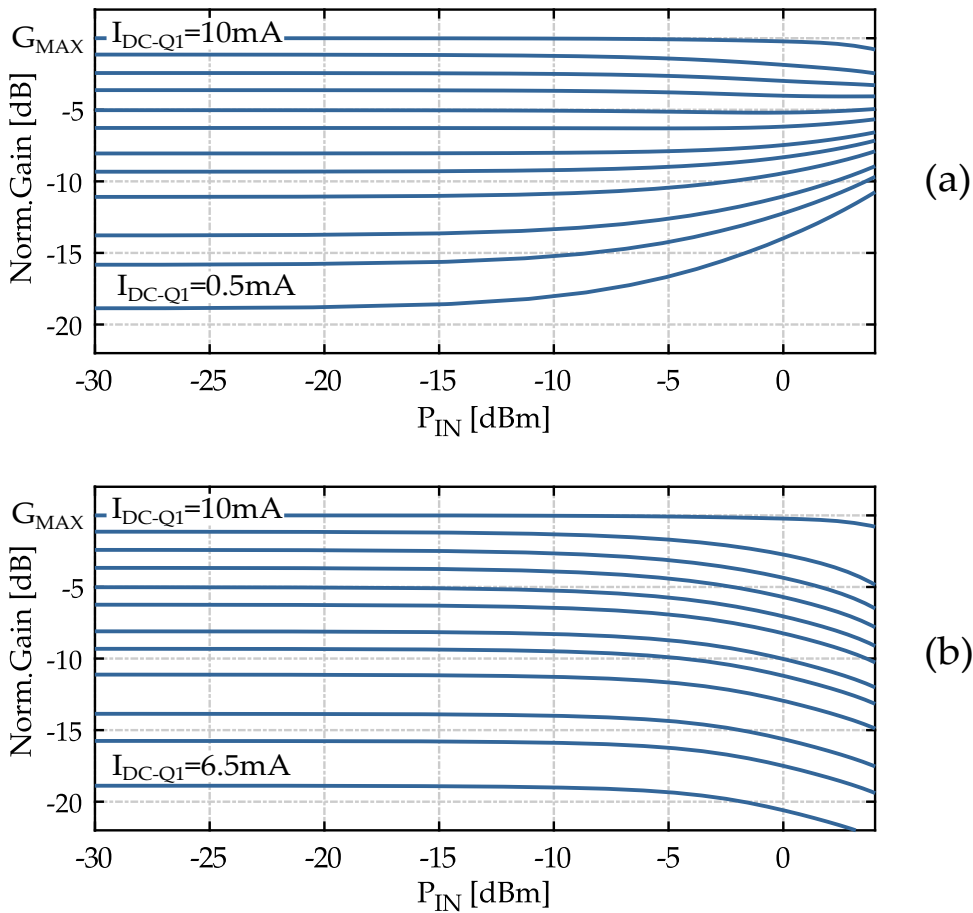 G_MAX
I_DC-Q1=10mA
-5
-10
-15
-20
Norm.Gain [dB]
I_DC-Q1=0.5mA
-30 -25 -20 -15 -10 -5 0
P_IN [dBm]
(a)
G_MAX
I_DC-Q1=10mA
-5
-10
-15
-20
Norm.Gain [dB]
I_DC-Q1=6.5mA
-30 -25 -20 -15 -10 -5 0
P_IN [dBm]
(b)